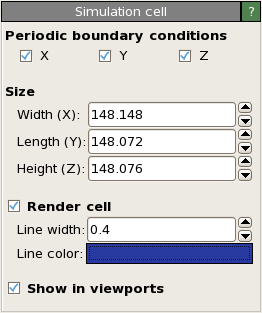 Simulation cell ?
Periodic boundary conditions
X Y Z
Size
Width (X): 148.148
Length (Y): 148.072
Height (Z): 148.076
Render cell
Line width: 0.4
Line color:
Show in viewports